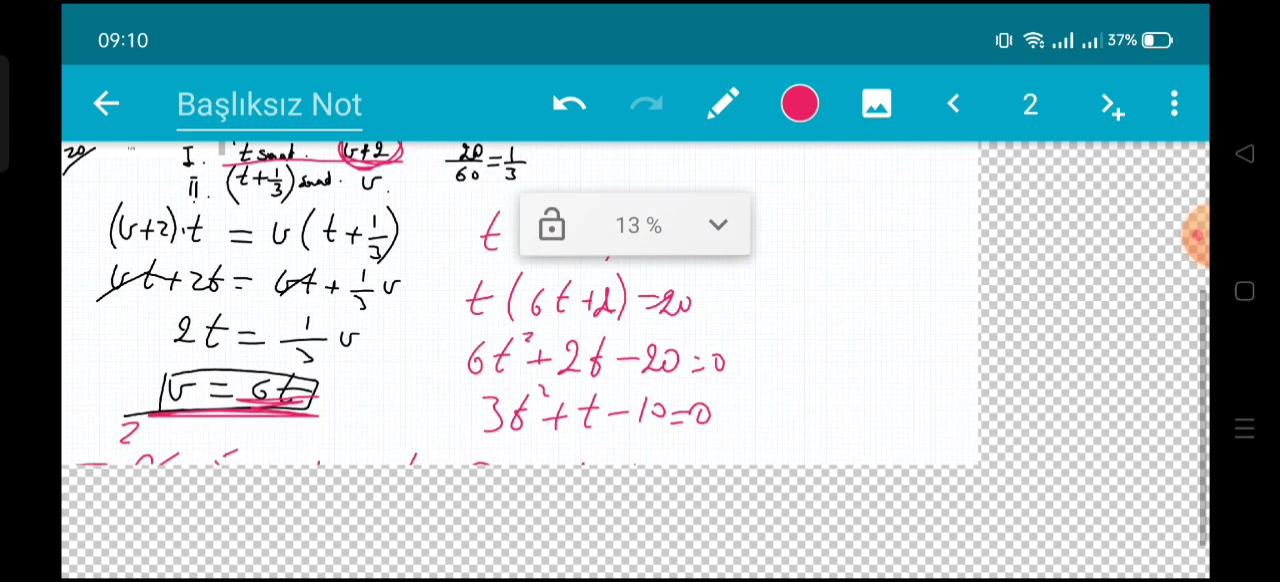 09:10
37%
Başlıksız Not
2
20
I. t saat. (v+2)
20/60 = 1/3
II. (t+1/3) saat. v.
(v+2).t = v(t+1/3)
t
13 %
vt+2t = vt + 1/3 v
t(6t+2)=20
2t = 1/3 v
6t²+2t-20=0
v = 6t
3t²+t-10=0
2